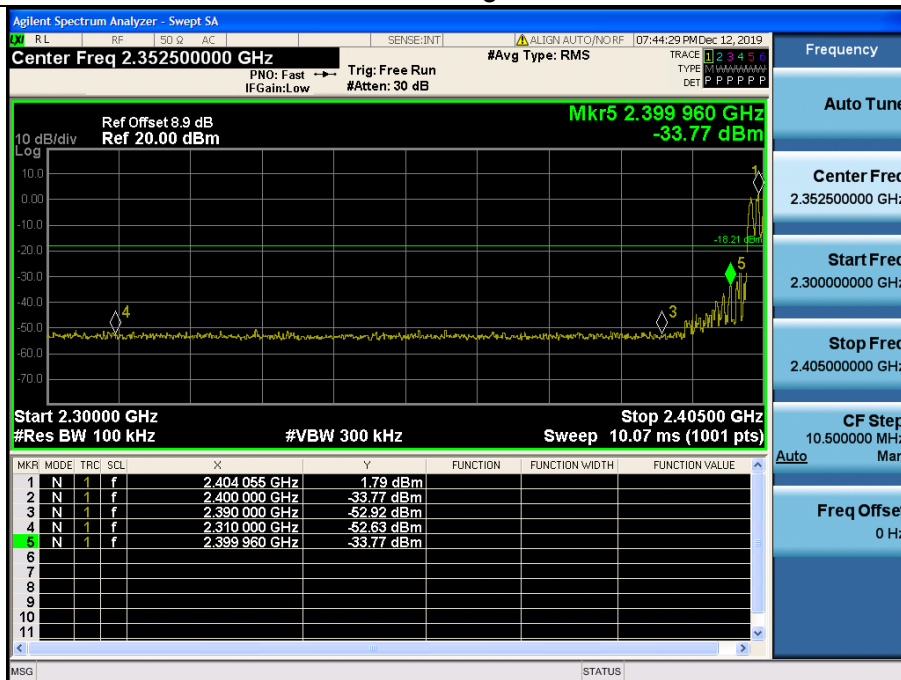 Agilent Spectrum Analyzer - Swept SA
LXI RL RF 50 Ω AC SENSE:INT ALIGN AUTO/NO RF 07:44:29 PM Dec 12, 2019
Center Freq 2.352500000 GHz #Avg Type: RMS TRACE 1 2 3 4 5 6
PNO: Fast Trig: Free Run TYPE M WWWWW
IFGain:Low #Atten: 30 dB DET P P P P P P
Mkr5 2.399 960 GHz
-33.77 dBm
Ref Offset 8.9 dB
10 dB/div Ref 20.00 dBm
Log
10.0
0.00
-10.0
-20.0
-30.0
-40.0
-50.0
-60.0
-70.0
1
-18.21 dBm
5
4
3
Start 2.30000 GHz Stop 2.40500 GHz
#Res BW 100 kHz #VBW 300 kHz Sweep 10.07 ms (1001 pts)
MKR MODE TRC SCL X Y FUNCTION FUNCTION WIDTH FUNCTION VALUE
1 N 1 f 2.404 055 GHz 1.79 dBm
2 N 1 f 2.400 000 GHz -33.77 dBm
3 N 1 f 2.390 000 GHz -52.92 dBm
4 N 1 f 2.310 000 GHz -52.63 dBm
5 N 1 f 2.399 960 GHz -33.77 dBm
6
7
8
9
10
11
MSG STATUS
Frequency
Auto Tune
Center Freq
2.352500000 GHz
Start Freq
2.300000000 GHz
Stop Freq
2.405000000 GHz
CF Step
10.500000 MHz
Auto Man
Freq Offset
0 Hz